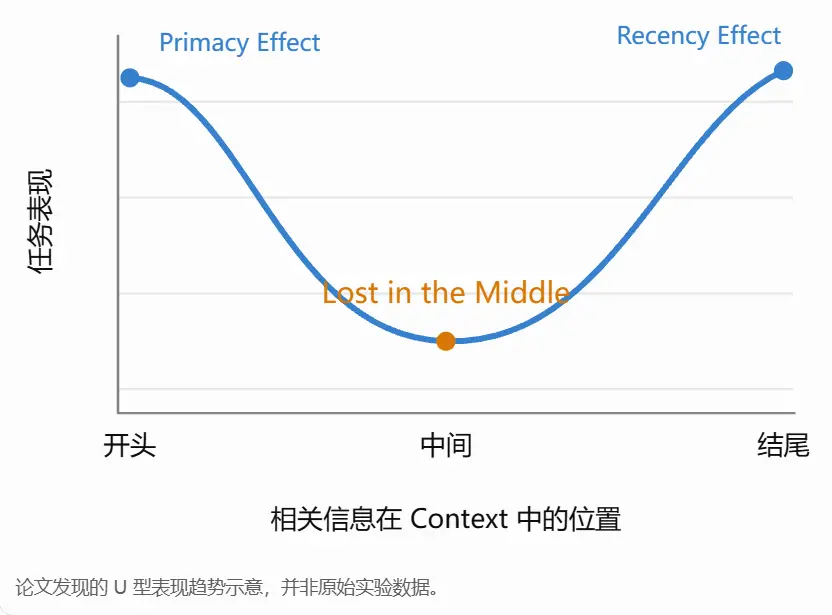 Primacy Effect
Recency Effect
任务表现
Lost in the Middle
开头
中间
结尾
相关信息在 Context 中的位置
论文发现的 U 型表现趋势示意，并非原始实验数据。